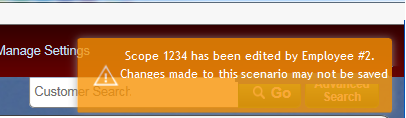 Manage Settings
Scope 1234 has been edited by Employee #2.
Changes made to this scenario may not be saved
Customer Search
Go
Advanced
Search